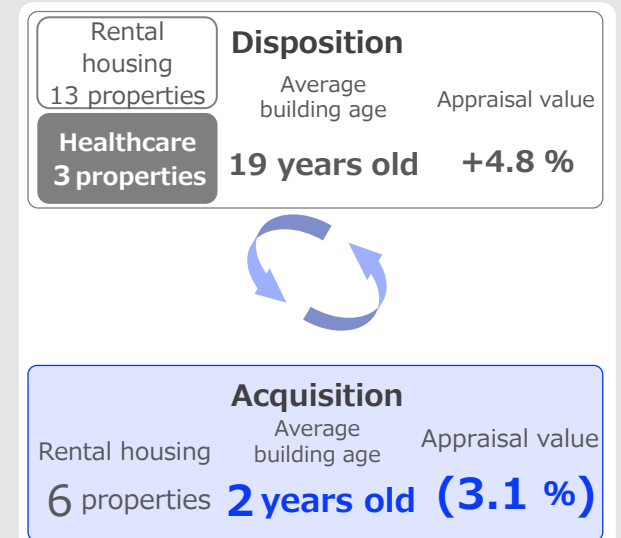 Rental
housing
13 properties
Healthcare
3 properties
Disposition
Average
building age
19 years old
Appraisal value
+4.8 %
Acquisition
Rental housing
6 properties
Average
building age
2 years old
Appraisal value
(3.1 %)